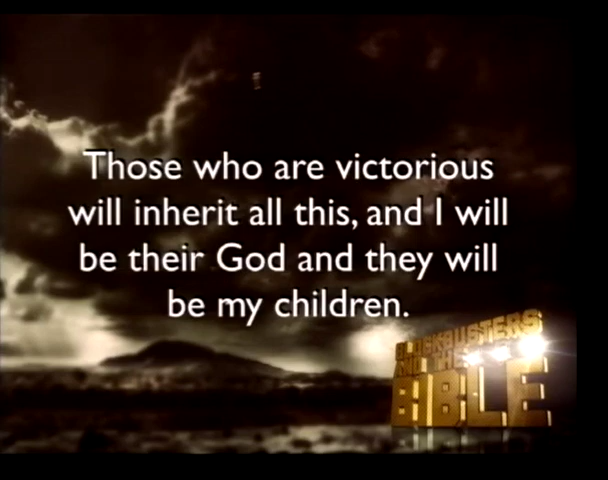 Those who are victorious
will inherit all this, and I will
be their God and they will
be my children.
BLOCKBUSTERS
AND THE
BIBLE